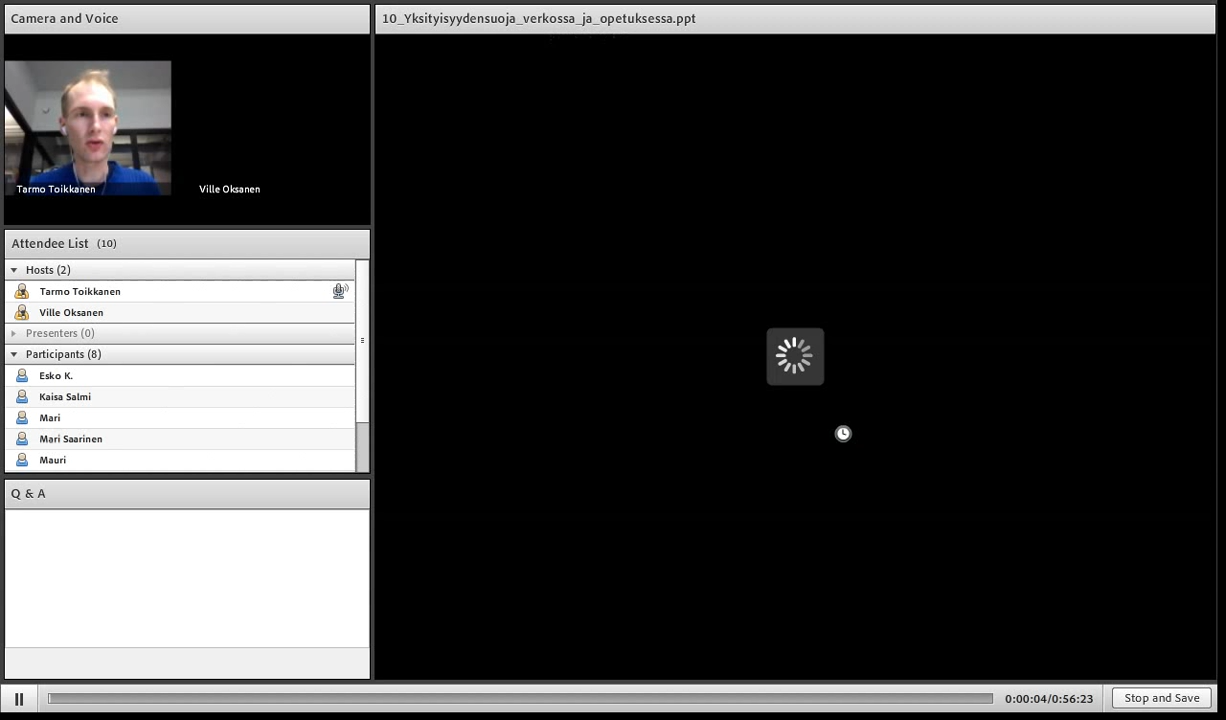 Camera and Voice
Tarmo Toikkanen
Ville Oksanen
Attendee List (10)
Hosts (2)
Tarmo Toikkanen
Ville Oksanen
Presenters (0)
Participants (8)
Esko K.
Kaisa Salmi
Mari
Mari Saarinen
Mauri
Q & A
10_Yksityisyydensuoja_verkossa_ja_opetuksessa.ppt
0:00:04/0:56:23
Stop and Save